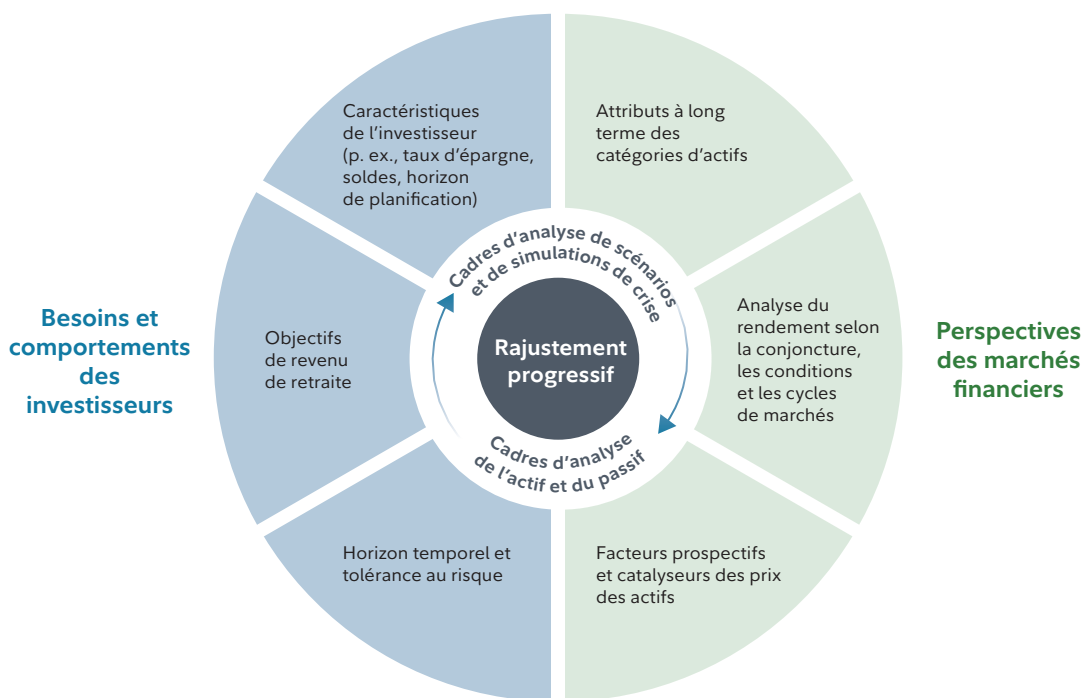 Caractéristiques
de l’investisseur
(p. ex., taux d’épargne,
soldes, horizon
de planification)
Attributs à long
terme des
catégories d’actifs
Cadres d’analyse de scénarios
et de simulations de crise
Besoins et
comportements
des
investisseurs
Objectifs
de revenu
de retraite
Rajustement
progressif
Analyse du
rendement selon
la conjoncture,
les conditions
et les cycles
de marchés
Perspectives
des marchés
financiers
Cadres d’analyse
de l’actif et du passif
Horizon temporel et
tolérance au risque
Facteurs prospectifs
et catalyseurs des prix
des actifs